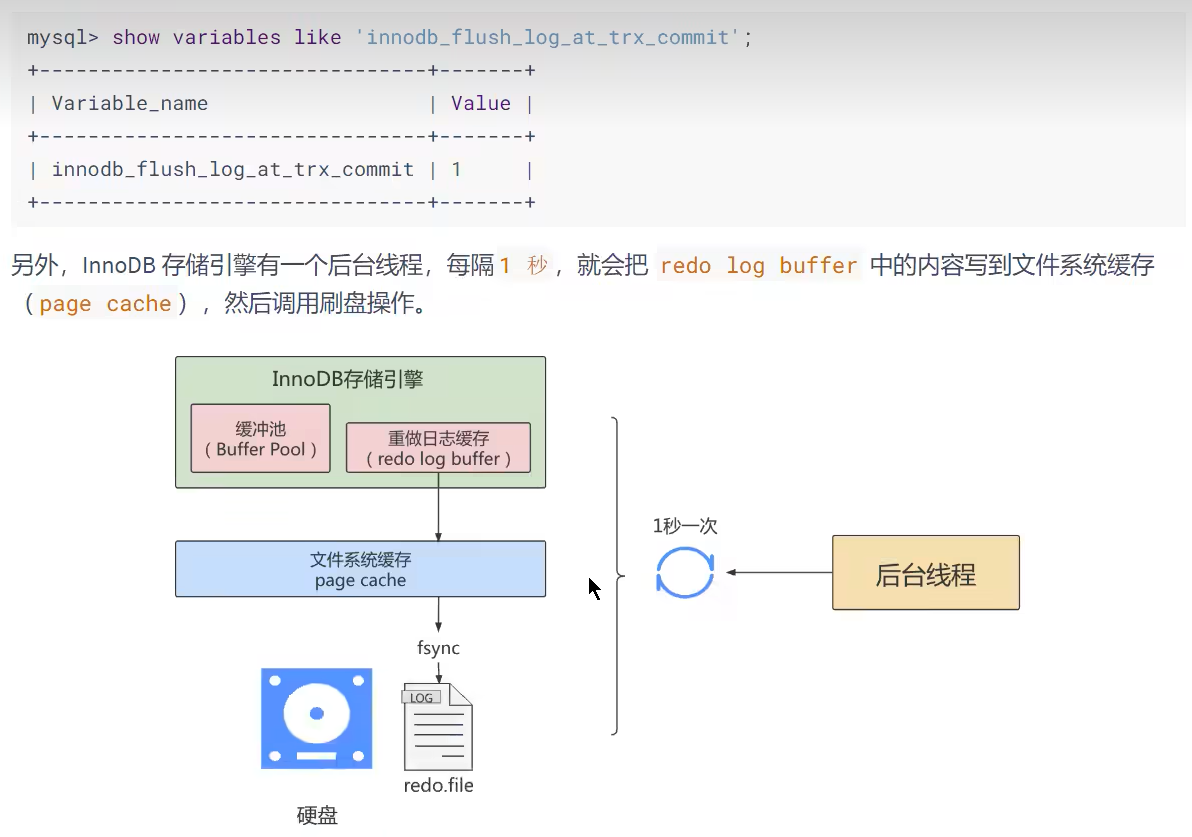 mysql> show variables like 'innodb_flush_log_at_trx_commit';
+--------------------------------+-------+
| Variable_name | Value |
+--------------------------------+-------+
| innodb_flush_log_at_trx_commit | 1 |
+--------------------------------+-------+
另外，InnoDB 存储引擎有一个后台线程，每隔 1 秒 ，就会把 redo log buffer 中的内容写到文件系统缓存
（ page cache ），然后调用刷盘操作。
InnoDB存储引擎
缓冲池
（ Buffer Pool ）
重做日志缓存
（ redo log buffer ）
1秒一次
文件系统缓存
page cache
后台线程
fsync
LOG
redo.file
硬盘